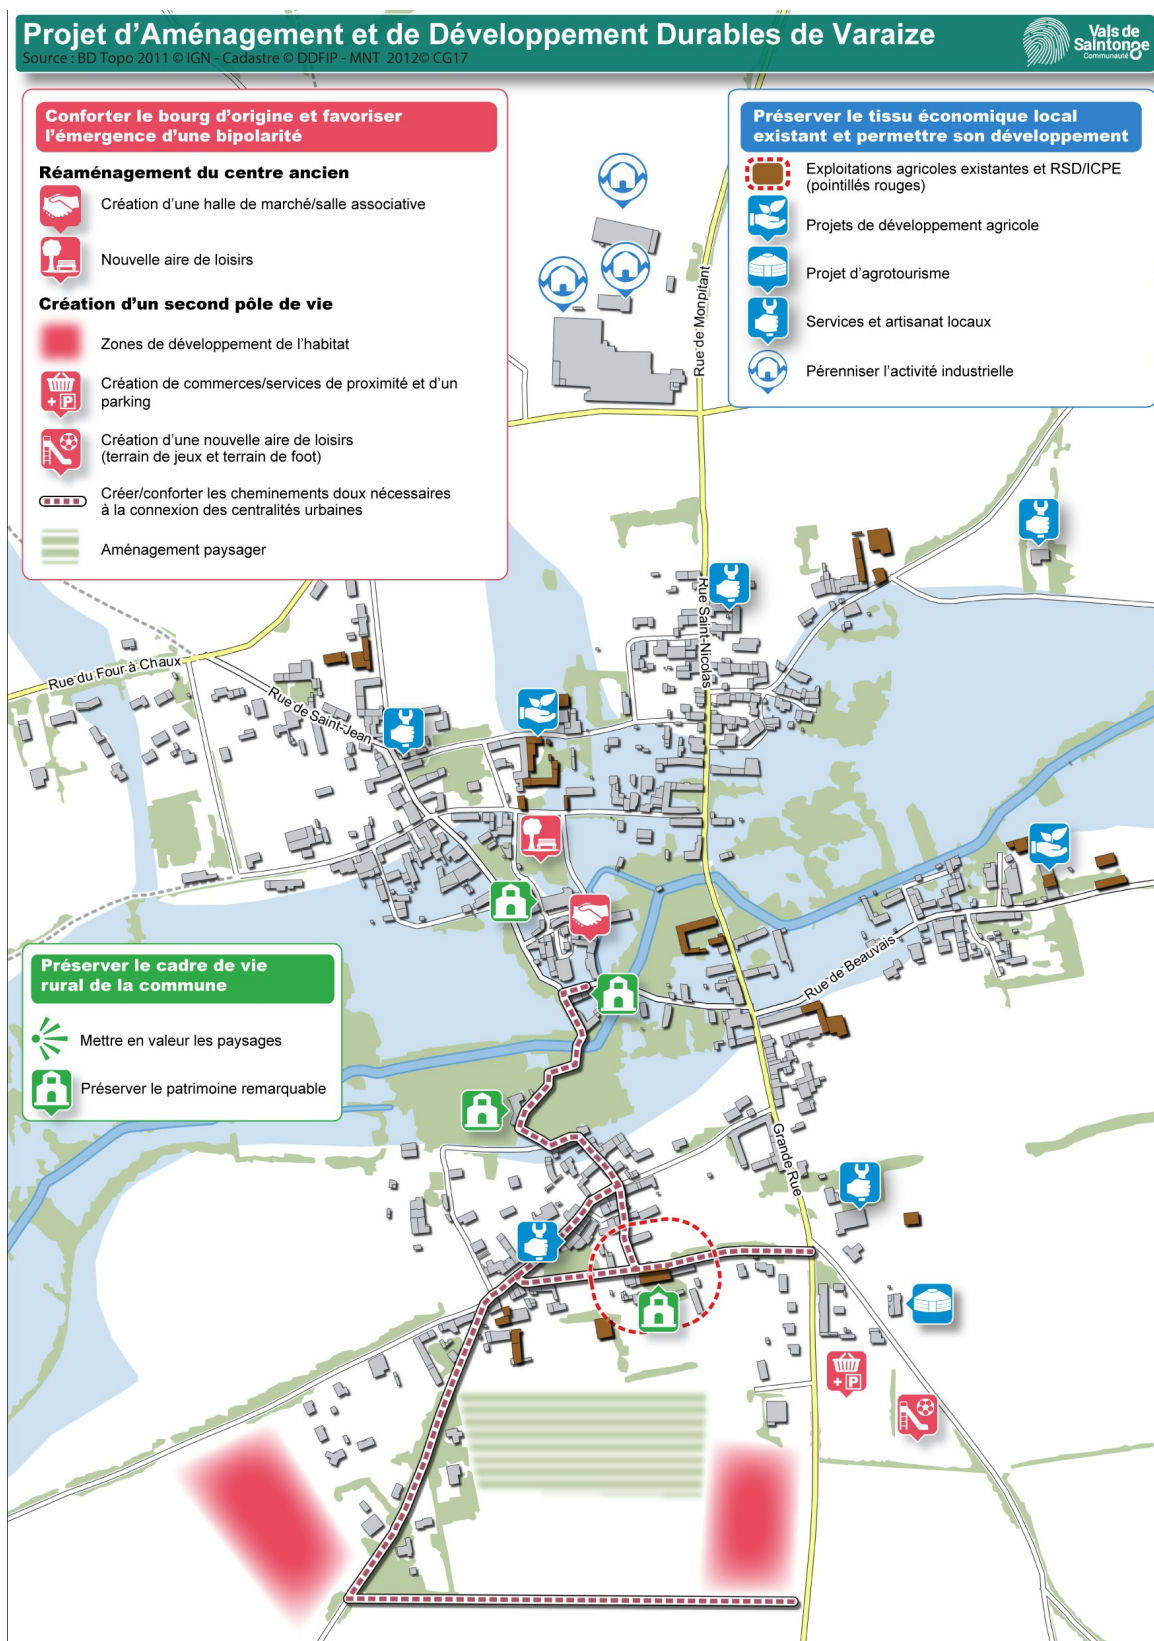 Projet d'Aménagement et de Développement Durables de Varaize
Source : BD Topo 2011 © IGN - Cadastre © DDFIP - MNT 2012© CG17
Vals de
Saintonge
Communauté
Conforter le bourg d'origine et favoriser
l'émergence d'une bipolarité
Réaménagement du centre ancien
Création d'une halle de marché/salle associative
Nouvelle aire de loisirs
Création d'un second pôle de vie
Zones de développement de l'habitat
Création de commerces/services de proximité et d'un
parking
+ P
Création d'une nouvelle aire de loisirs
(terrain de jeux et terrain de foot)
Créer/conforter les cheminements doux nécessaires
à la connexion des centralités urbaines
Aménagement paysager
Préserver le tissu économique local
existant et permettre son développement
Exploitations agricoles existantes et RSD/ICPE
(pointillés rouges)
Projets de développement agricole
Projet d'agrotourisme
Services et artisanat locaux
Pérenniser l'activité industrielle
Rue de Monpitant
Rue Saint-Nicolas
Rue du Four à Chaux
Rue de Saint-Jean
Rue de Beauvais
Préserver le cadre de vie
rural de la commune
Mettre en valeur les paysages
Préserver le patrimoine remarquable
Grande Rue
+ P